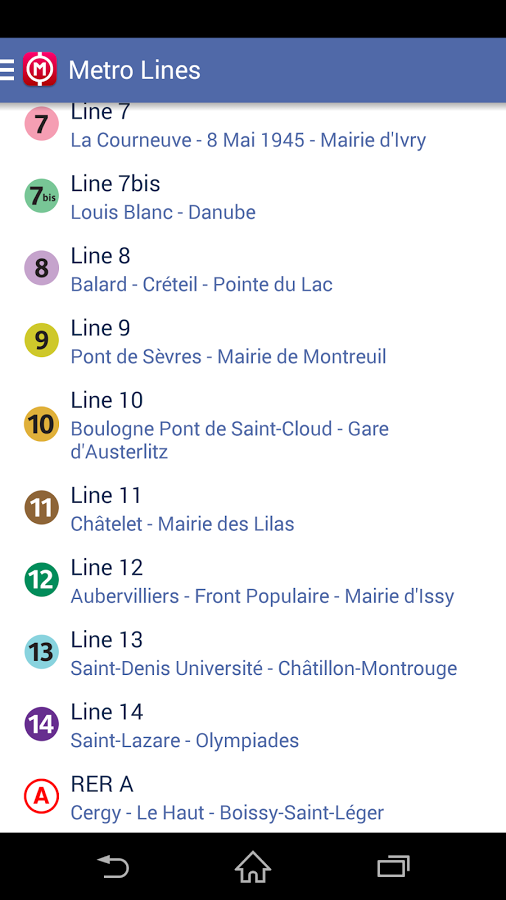 M
Metro Lines
7
Line 7
La Courneuve - 8 Mai 1945 - Mairie d'Ivry
7bis
Line 7bis
Louis Blanc - Danube
8
Line 8
Balard - Créteil - Pointe du Lac
9
Line 9
Pont de Sèvres - Mairie de Montreuil
10
Line 10
Boulogne Pont de Saint-Cloud - Gare
d'Austerlitz
11
Line 11
Châtelet - Mairie des Lilas
12
Line 12
Aubervilliers - Front Populaire - Mairie d'Issy
13
Line 13
Saint-Denis Université - Châtillon-Montrouge
14
Line 14
Saint-Lazare - Olympiades
A
RER A
Cergy - Le Haut - Boissy-Saint-Léger